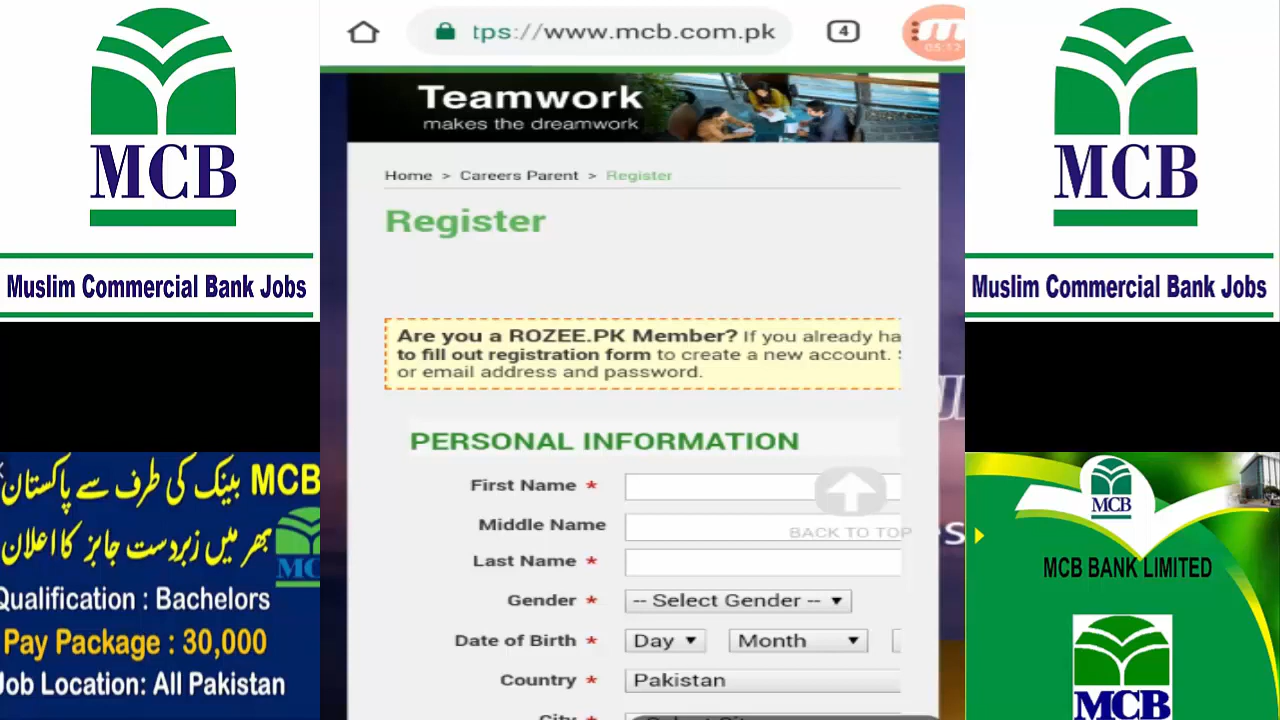 MCB
Muslim Commercial Bank Jobs
MCB بینک کی طرف سے پاکستان
بھر میں زبردست جابز کا اعلان
MC
Qualification : Bachelors
Pay Package : 30,000
Job Location: All Pakistan
tps://www.mcb.com.pk
4
05:12
Teamwork
makes the dreamwork
Home > Careers Parent > Register
Register
Are you a ROZEE.PK Member? If you already ha
to fill out registration form to create a new account.
or email address and password.
PERSONAL INFORMATION
First Name *
Middle Name
BACK TO TOP
Last Name *
Gender * -- Select Gender --
Date of Birth * Day Month
Country * Pakistan
City
MCB
Muslim Commercial Bank Jobs
MCB
MCB BANK LIMITED
MCB